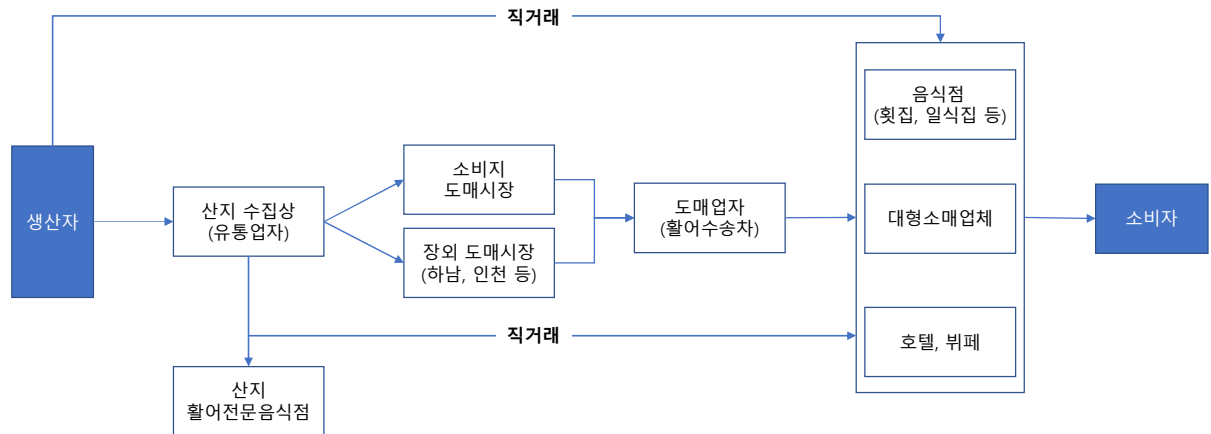 직거래
음식점
(횟집, 일식집 등)
생산자
산지 수집상
(유통업자)
소비지
도매시장
장외 도매시장
(하남, 인천 등)
도매업자
(활어수송차)
대형소매업체
소비자
직거래
호텔, 뷔페
산지
활어전문음식점